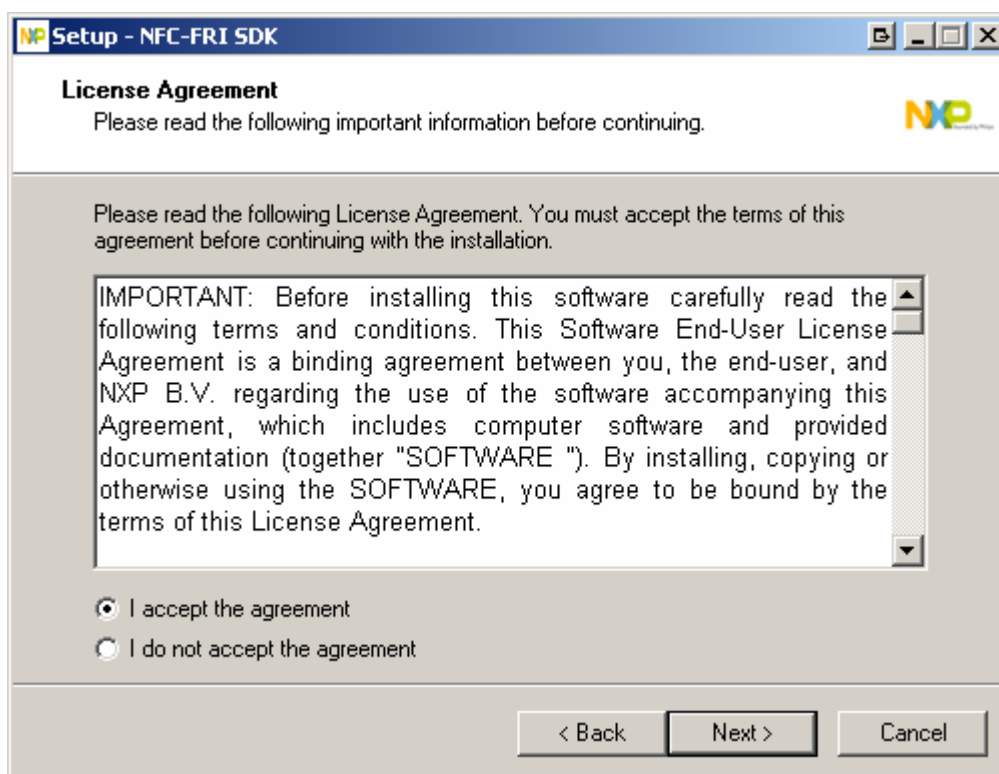 NXP Setup - NFC-FRI SDK
License Agreement
Please read the following important information before continuing.
NXP
Please read the following License Agreement. You must accept the terms of this
agreement before continuing with the installation.
IMPORTANT: Before installing this software carefully read the
following terms and conditions. This Software End-User License
Agreement is a binding agreement between you, the end-user, and
NXP B.V. regarding the use of the software accompanying this
Agreement, which includes computer software and provided
documentation (together "SOFTWARE "). By installing, copying or
otherwise using the SOFTWARE, you agree to be bound by the
terms of this License Agreement.
I accept the agreement
I do not accept the agreement
< Back
Next >
Cancel